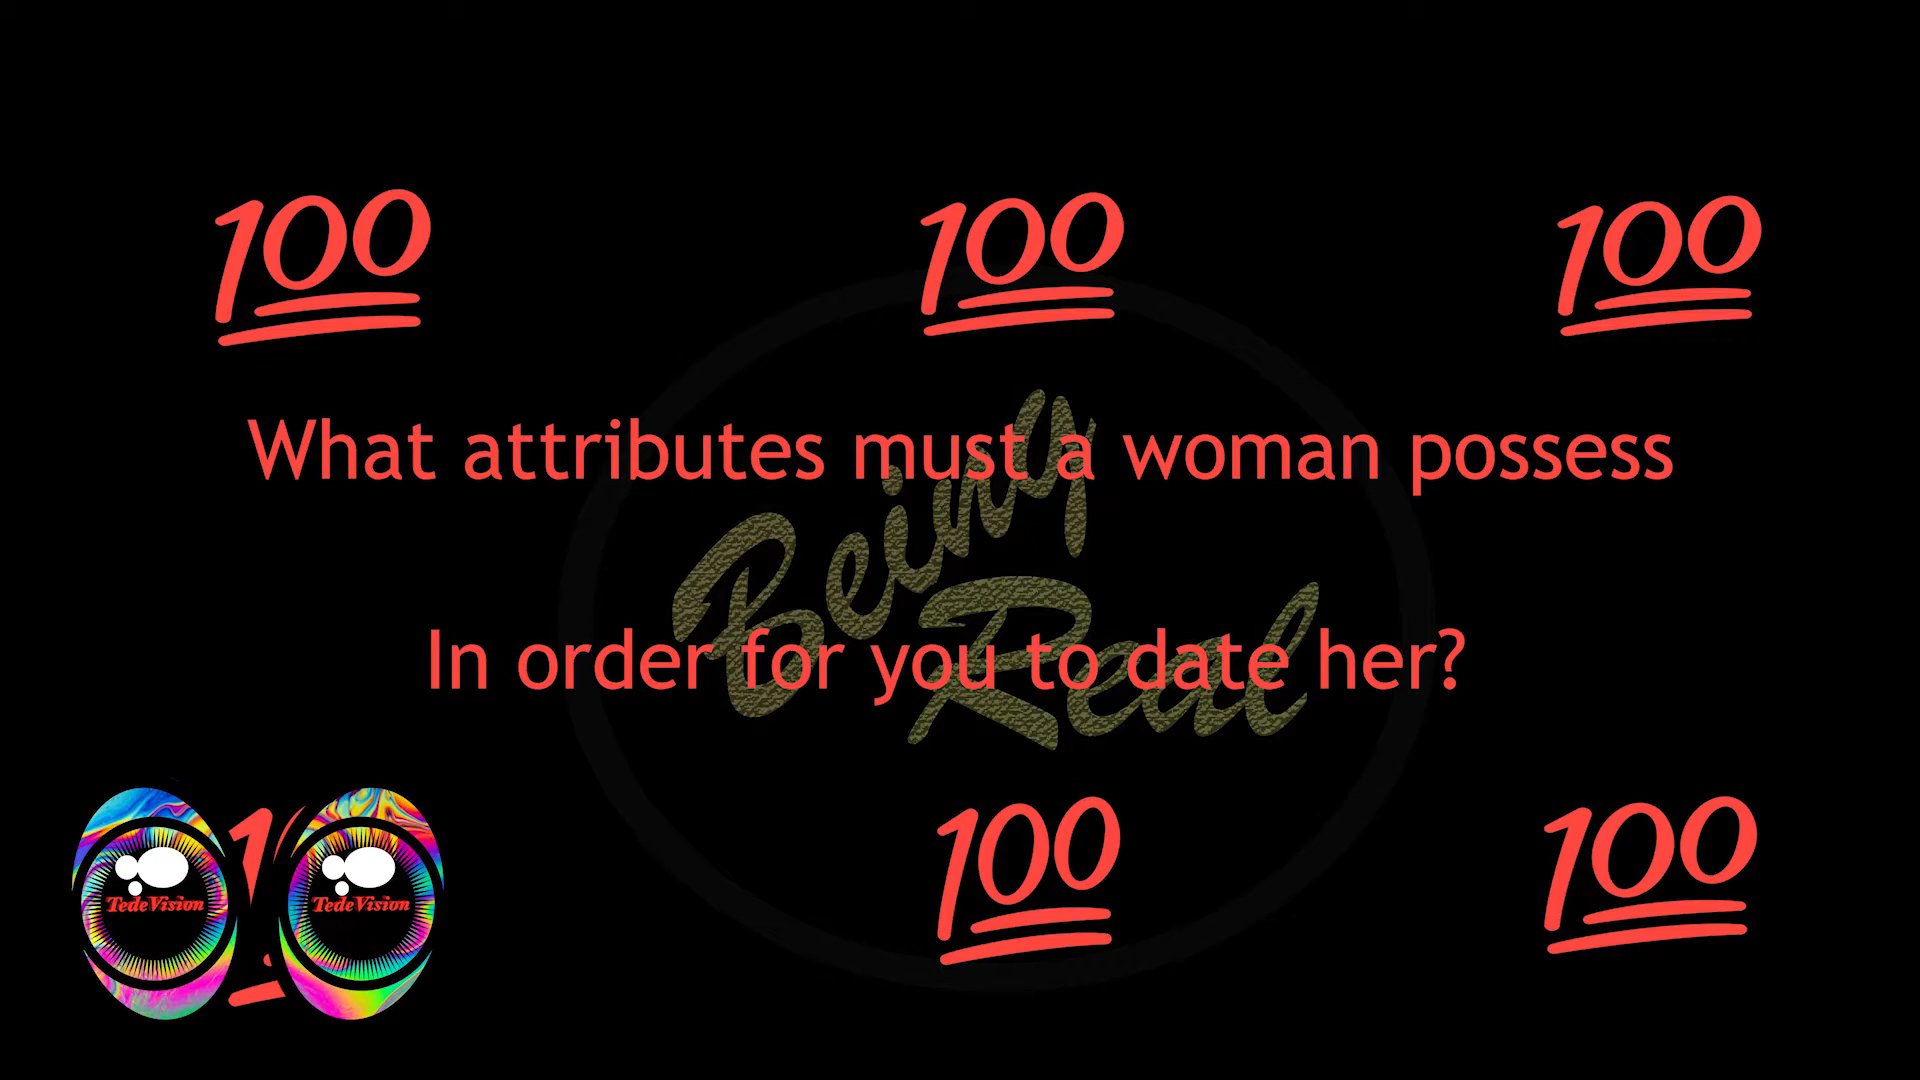 100 100 100
What attributes must a woman possess
Being
In order for you to date her?
Real
100 100
TedeVision TedeVision